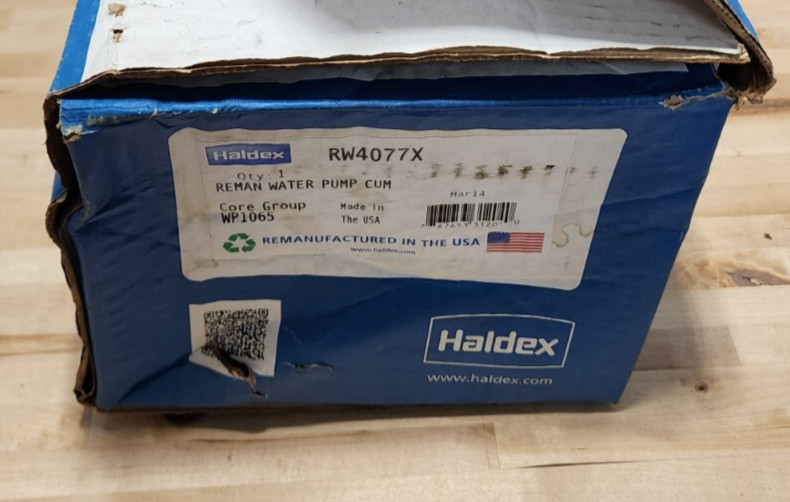 Haldex RW4077X
Qty: 1
REMAN WATER PUMP CUM
Mar14
Core Group Made in
WP1065 The USA
REMANUFACTURED IN THE USA
www.haldex.com
Haldex
www.haldex.com